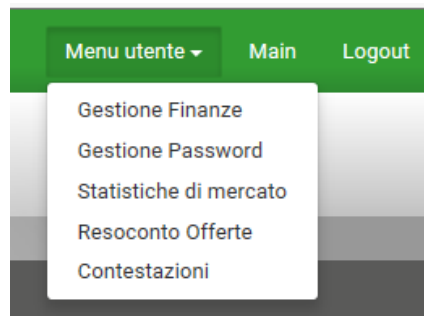 Menu utente Main Logout
Gestione Finanze
Gestione Password
Statistiche di mercato
Resoconto Offerte
Contestazioni